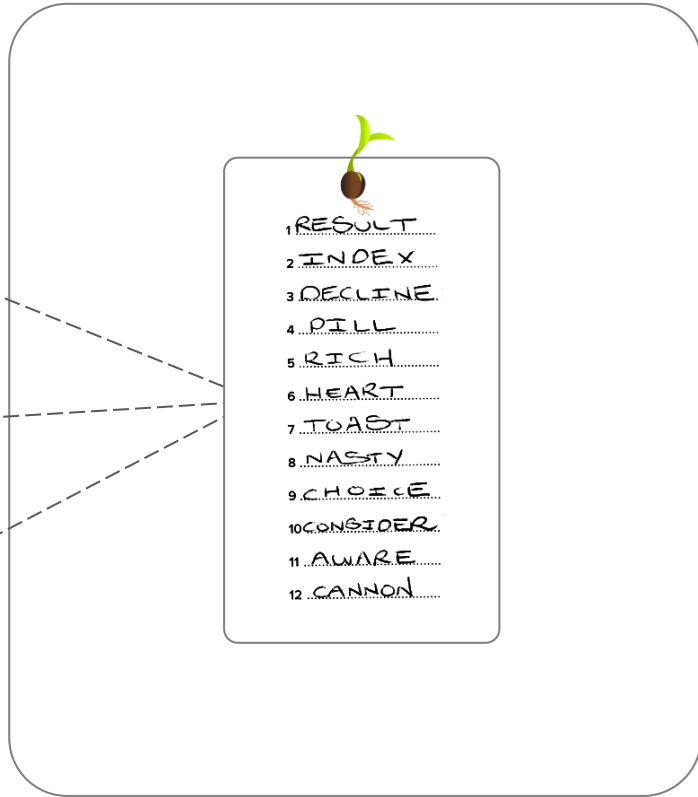 1 RESULT
2 INDEX
3 DECLINE
4 PILL
5 RICH
6 HEART
7 TOAST
8 NASTY
9 CHOICE
10 CONSIDER
11 AWARE
12 CANNON